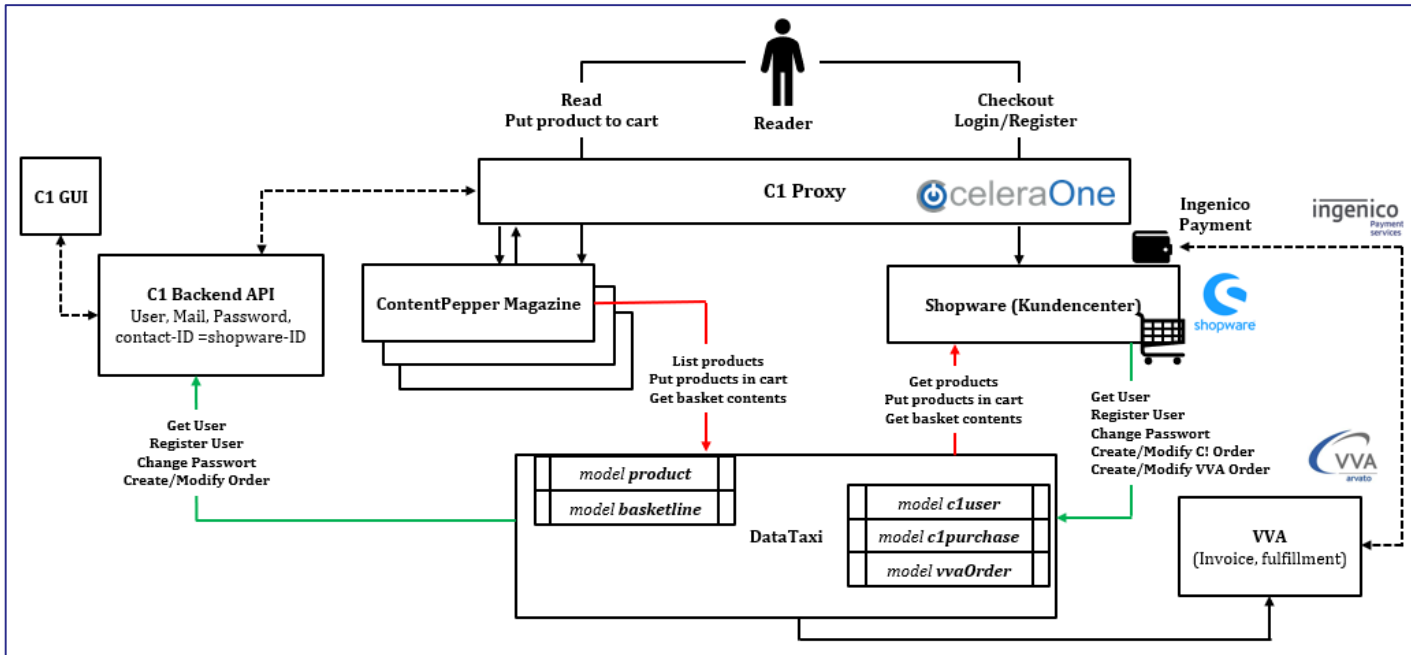 Read
Put product to cart
Reader
Checkout
Login/Register
C1 GUI
C1 Proxy
celeraOne
Ingenico
Payment
ingenico
Payment
services
C1 Backend API
User, Mail, Password,
contact-ID =shopware-ID
ContentPepper Magazine
Shopware (Kundencenter)
shopware
List products
Put products in cart
Get basket contents
Get products
Put products in cart
Get basket contents
Get User
Register User
Change Passwort
Create/Modify C! Order
Create/Modify VVA Order
Get User
Register User
Change Passwort
Create/Modify Order
VVA
arvato
model product
model basketline
DataTaxi
model c1user
model c1purchase
model vvaOrder
VVA
(Invoice, fulfillment)